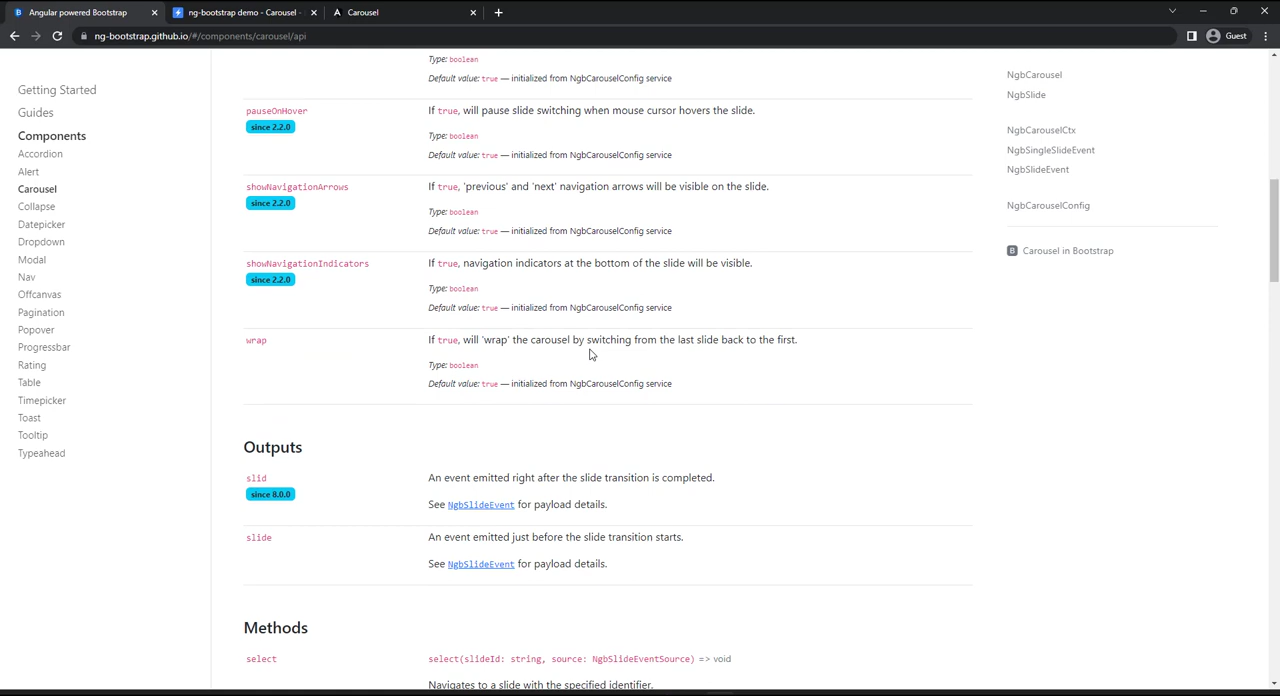 Angular powered Bootstrap
ng-bootstrap demo - Carousel -
Carousel
ng-bootstrap.github.io/#/components/carousel/api
Guest
Getting Started
Guides
Components
Accordion
Alert
Carousel
Collapse
Datepicker
Dropdown
Modal
Nav
Offcanvas
Pagination
Popover
Progressbar
Rating
Table
Timepicker
Toast
Tooltip
Typeahead
Type: boolean
Default value: true — initialized from NgbCarouselConfig service
pauseOnHover
since 2.2.0
If true, will pause slide switching when mouse cursor hovers the slide.
Type: boolean
Default value: true — initialized from NgbCarouselConfig service
showNavigationArrows
since 2.2.0
If true, 'previous' and 'next' navigation arrows will be visible on the slide.
Type: boolean
Default value: true — initialized from NgbCarouselConfig service
showNavigationIndicators
since 2.2.0
If true, navigation indicators at the bottom of the slide will be visible.
Type: boolean
Default value: true — initialized from NgbCarouselConfig service
wrap
If true, will 'wrap' the carousel by switching from the last slide back to the first.
Type: boolean
Default value: true — initialized from NgbCarouselConfig service
Outputs
slid
since 8.0.0
An event emitted right after the slide transition is completed.
See NgbSlideEvent for payload details.
slide
An event emitted just before the slide transition starts.
See NgbSlideEvent for payload details.
Methods
select
select(slideId: string, source: NgbSlideEventSource) => void
Navigates to a slide with the specified identifier.
NgbCarousel
NgbSlide
NgbCarouselCtx
NgbSingleSlideEvent
NgbSlideEvent
NgbCarouselConfig
B Carousel in Bootstrap